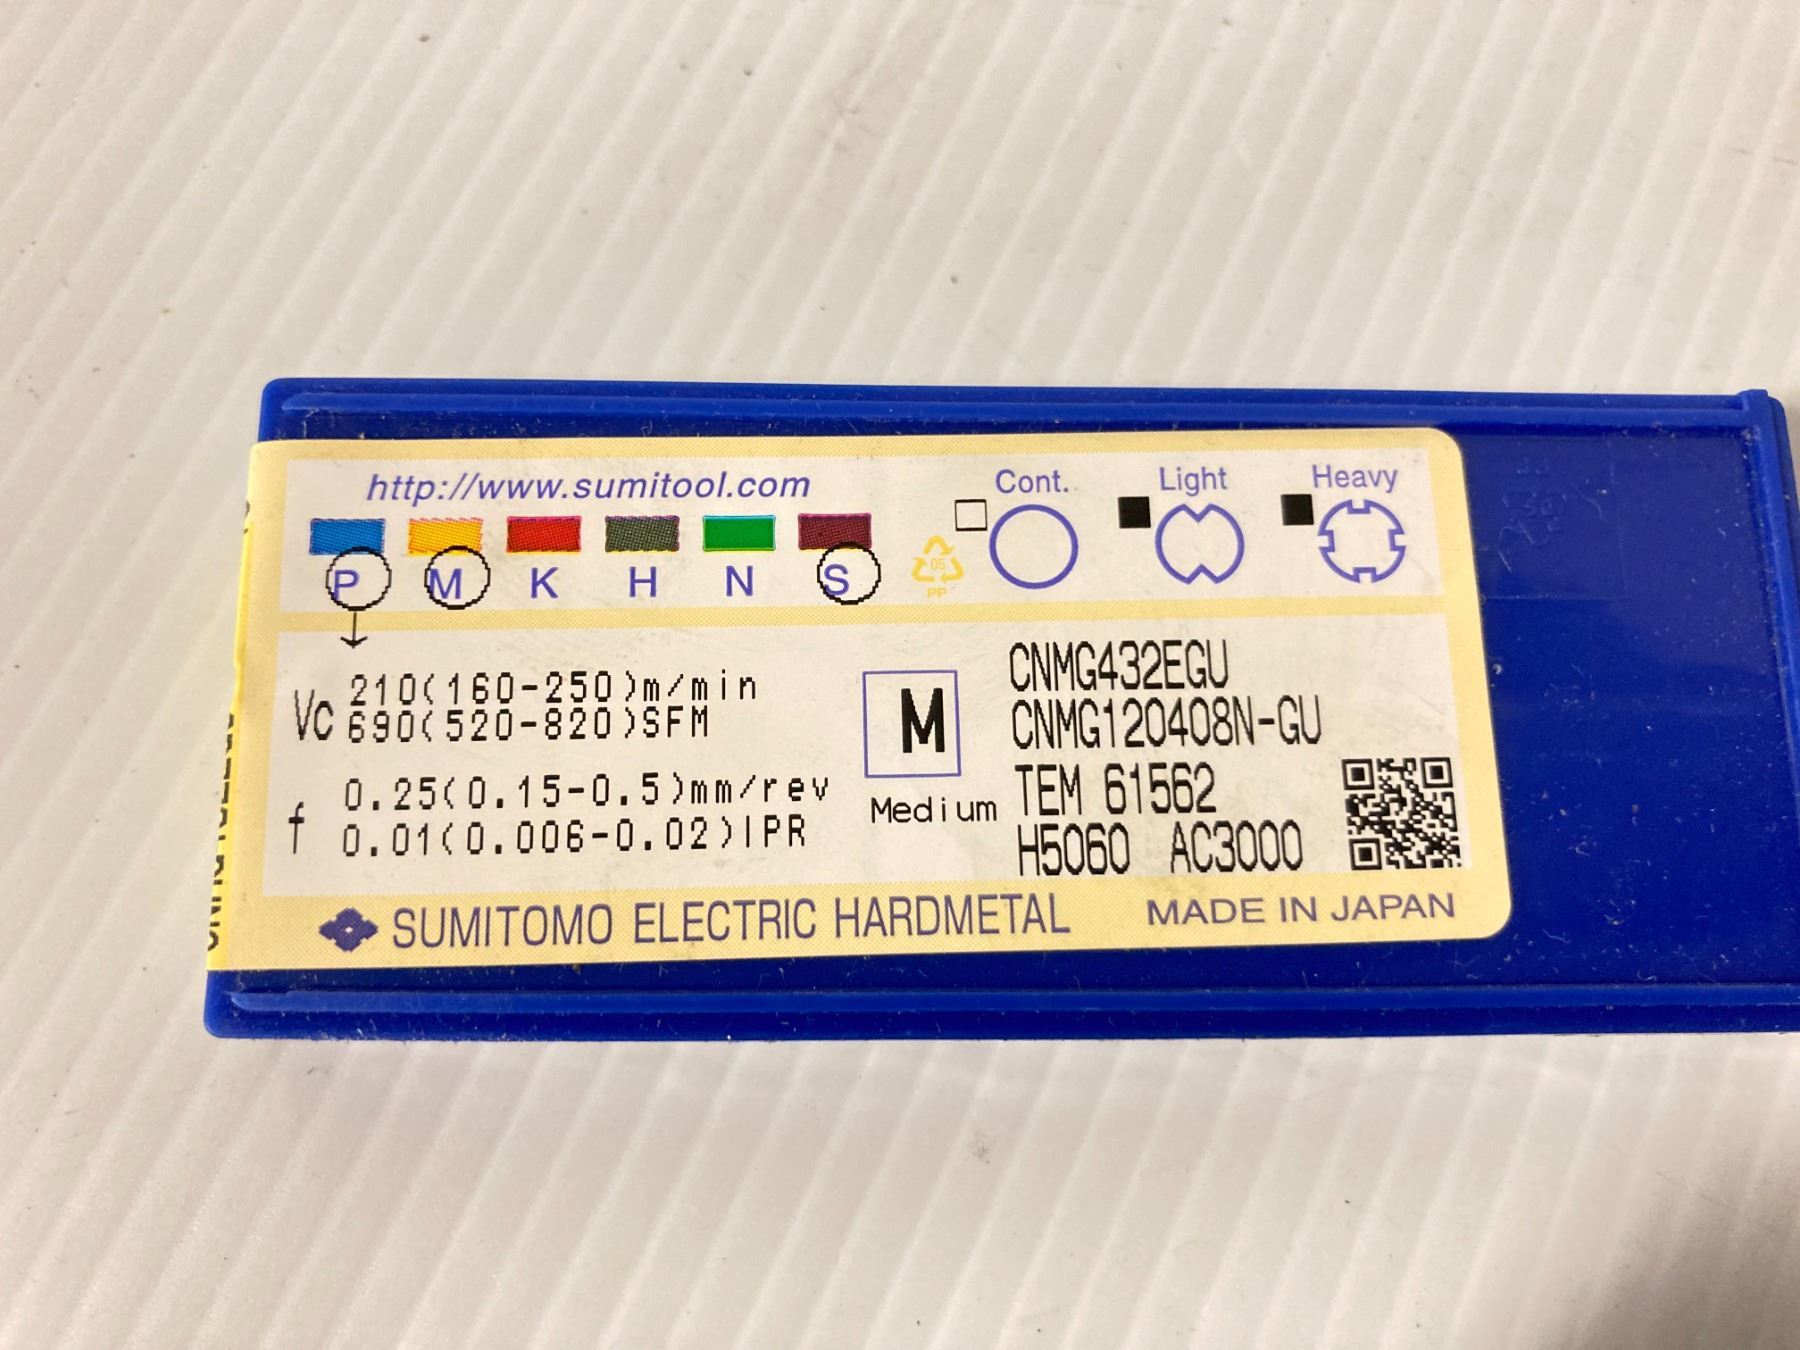 http://www.sumitool.com
Cont. Light Heavy
P M K H N S
05
PP
Vc 210(160-250)m/min
690(520-820)SFM
f 0.25(0.15-0.5)mm/rev
0.01(0.006-0.02)IPR
M
Medium
CNMG432EGU
CNMG120408N-GU
TEM 61562
H5060 AC3000
SUMITOMO ELECTRIC HARDMETAL
MADE IN JAPAN